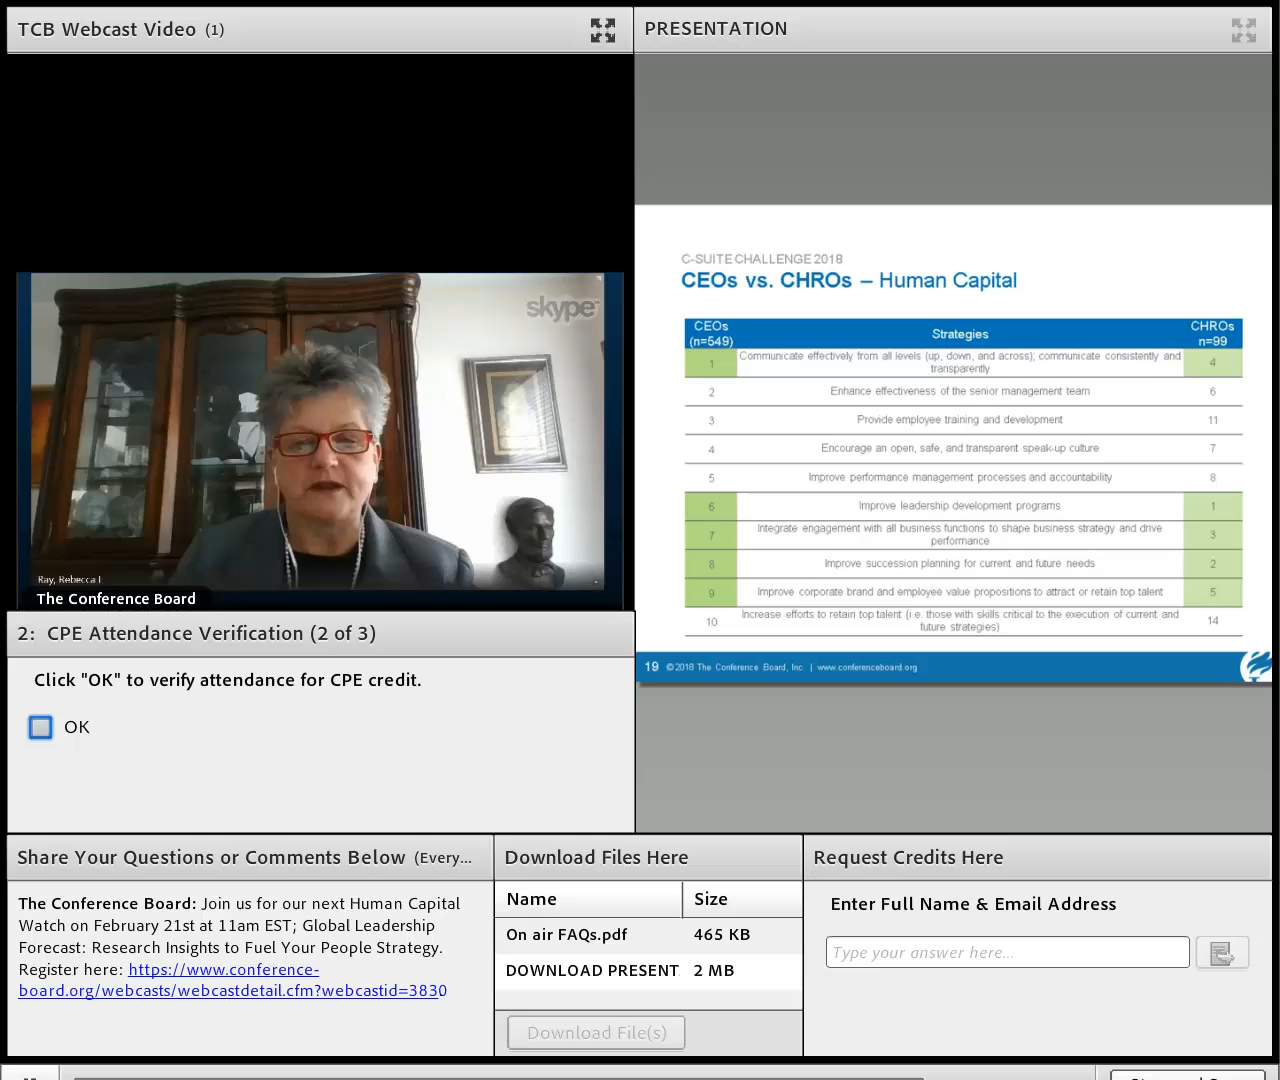 TCB Webcast Video (1)
PRESENTATION
skype
Ray, Rebecca L
The Conference Board
C-SUITE CHALLENGE 2018
CEOs vs. CHROs – Human Capital
CEOs (n=549) Strategies CHROs n=99
1 Communicate effectively from all levels (up, down, and across); communicate consistently and transparently 4
2 Enhance effectiveness of the senior management team 6
3 Provide employee training and development 11
4 Encourage an open, safe, and transparent speak-up culture 7
5 Improve performance management processes and accountability 8
6 Improve leadership development programs 1
7 Integrate engagement with all business functions to shape business strategy and drive performance 3
8 Improve succession planning for current and future needs 2
9 Improve corporate brand and employee value propositions to attract or retain top talent 5
10 Increase efforts to retain top talent (i.e. those with skills critical to the execution of current and future strategies) 14
19 © 2018 The Conference Board, Inc. | www.conferenceboard.org
2: CPE Attendance Verification (2 of 3)
Click "OK" to verify attendance for CPE credit.
OK
Share Your Questions or Comments Below (Every...
The Conference Board: Join us for our next Human Capital
Watch on February 21st at 11am EST; Global Leadership
Forecast: Research Insights to Fuel Your People Strategy.
Register here: https://www.conference-
board.org/webcasts/webcastdetail.cfm?webcastid=3830
Download Files Here
Name Size
On air FAQs.pdf 465 KB
DOWNLOAD PRESENT 2 MB
Download File(s)
Request Credits Here
Enter Full Name & Email Address
Type your answer here...